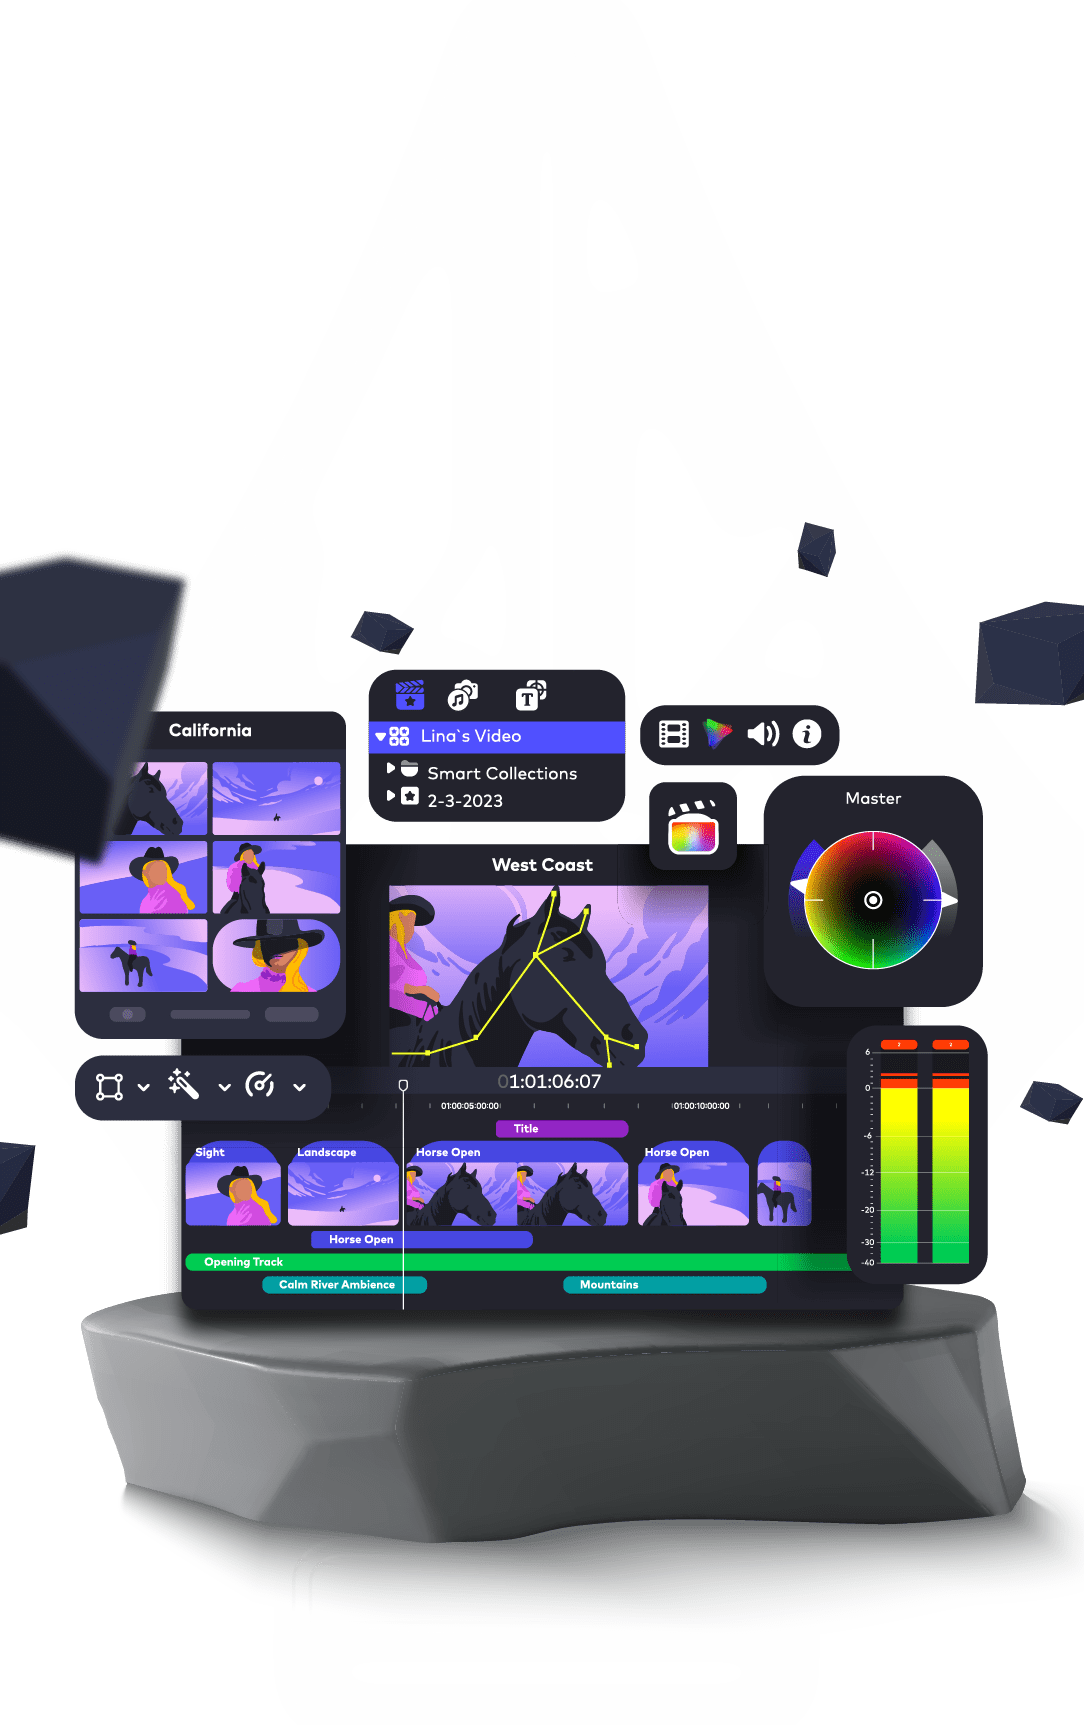 California
Lina`s Video
Smart Collections
2-3-2023
Master
West Coast
01:01:06:07
01:00:05:00:00
01:00:10:00:00
Title
Sight
Landscape
Horse Open
Horse Open
Horse Open
Opening Track
Calm River Ambience
Mountains
2
2
6
0
-6
-12
-20
-30
-40